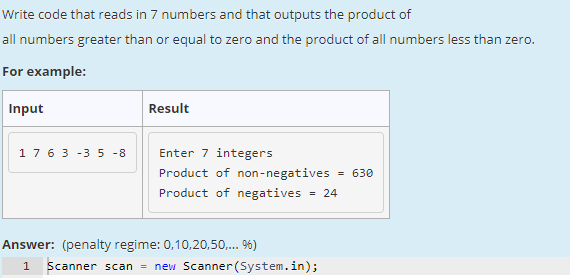 Write code that reads in 7 numbers and that outputs the product of
all numbers greater than or equal to zero and the product of all numbers less than zero.
For example:
Input Result
1 7 6 3 -3 5 -8
Enter 7 integers
Product of non-negatives = 630
Product of negatives = 24
Answer: (penalty regime: 0,10,20,50,... %)
1 Scanner scan = new Scanner(System.in);